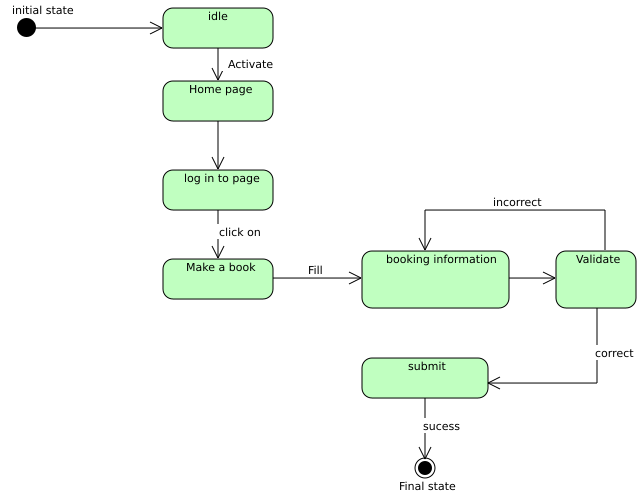 initial state
idle
Activate
Home page
log in to page
click on
Make a book
Fill
booking information
incorrect
Validate
correct
submit
sucess
Final state